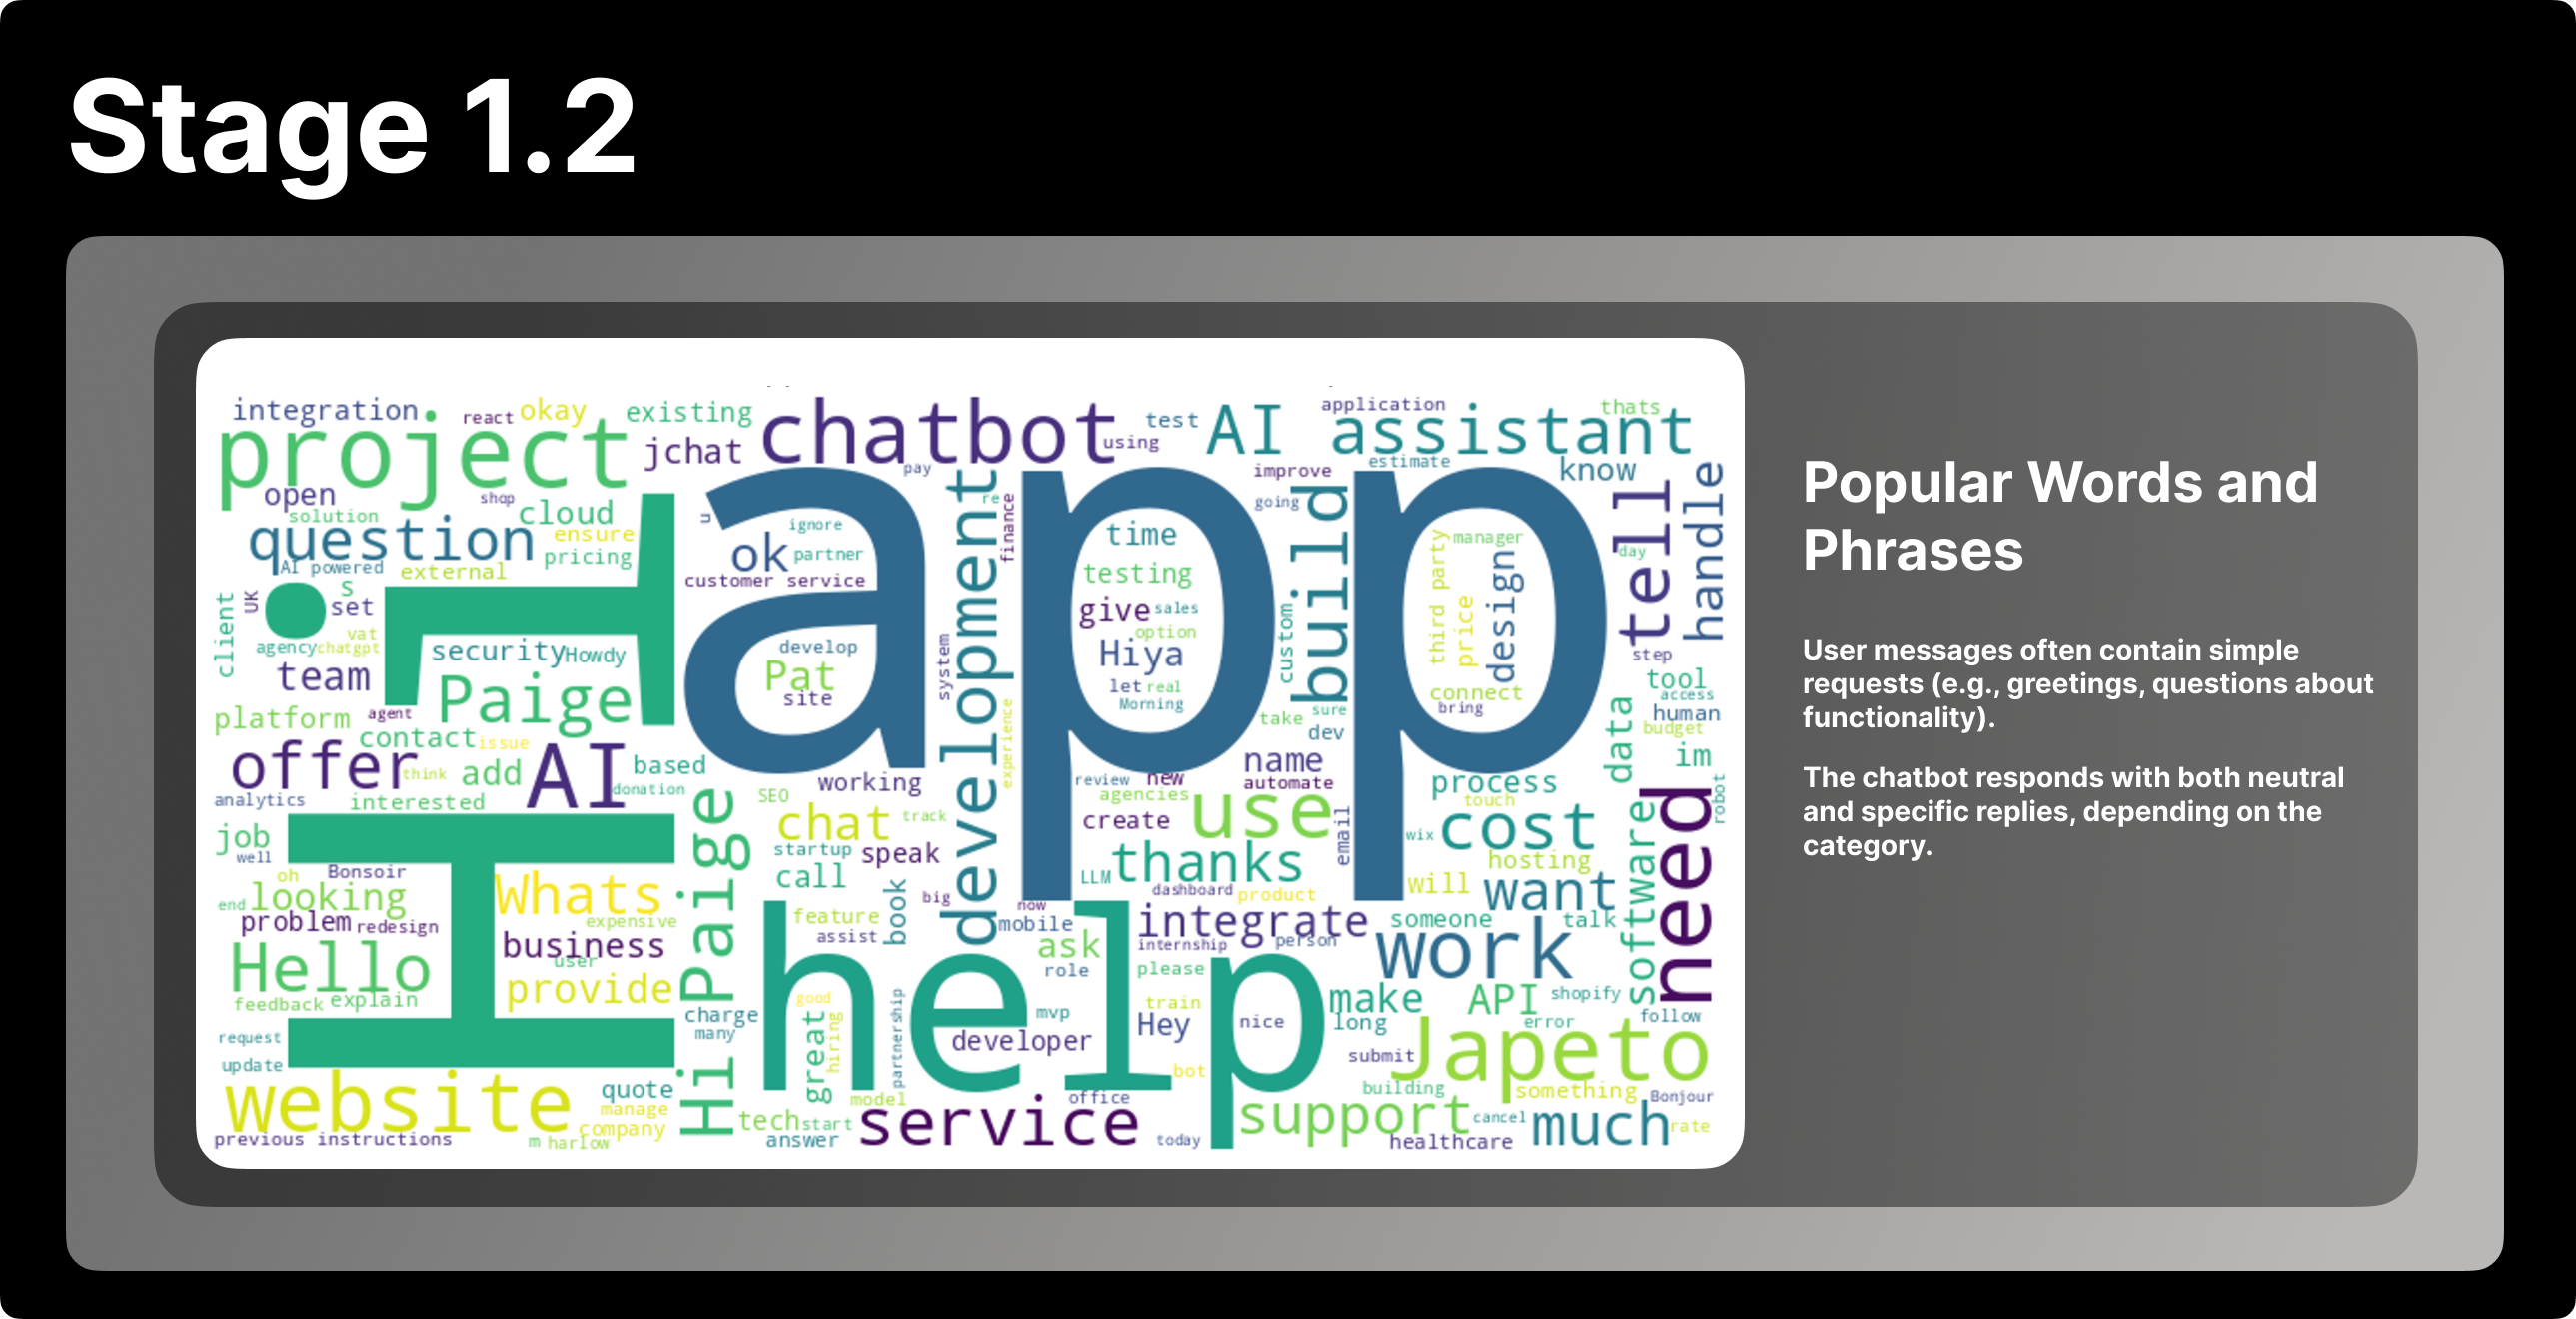 Stage 1.2
integration
react
okay
existing
chatbot
test
AI assistant
application
thats
project
jchat
using
pay
improve
estimate
know
open
shop
cloud
solution
question
ensure
pricing
AI powered
external
app
Hi
u
ignore
ok
partner
customer service
development
re
finance
time
testing
give
sales
option
Hiya
let
real
Morning
going
build
custom
third party
manager
price
design
connect
bring
tell
day
handle
step
tool
access
human
budget
im
data
client
UK
S
set
vat
agency
chatgpt
team
security
Howdy
Paige
platform
agent
contact
issue
develop
Pat
site
system
experience
take
sure
dev
offer
think
add
AI
based
donation
analytics
interested
working
review
new
agencies
name
automate
process
touch
robot
job
well
SEO
chat
track
startup
speak
call
create
use
email
wix
cost
hosting
need
software
oh
Bonsoir
end
looking
problem
redesign
Whats
expensive
business
user
provide
Hi Paige
LLM
thanks
dashboard
product
will
want
book
big
now
mobile
feature
assist
ask
role
integrate
internship
person
someone
talk
work
Hello
feedback
explain
help
please
train
Hey
nice
make
long
API
shopify
error
follow
request
update
charge
many
good
great
hiring
partnership
mvp
developer
bot
submit
Japeto
building
something
Bonjour
website
quote
manage
company
previous instructions
m
harlow
tech
start
answer
model
service
office
today
support
cancel
healthcare
much
rate
Popular Words and
Phrases
User messages often contain simple
requests (e.g., greetings, questions about
functionality).
The chatbot responds with both neutral
and specific replies, depending on the
category.